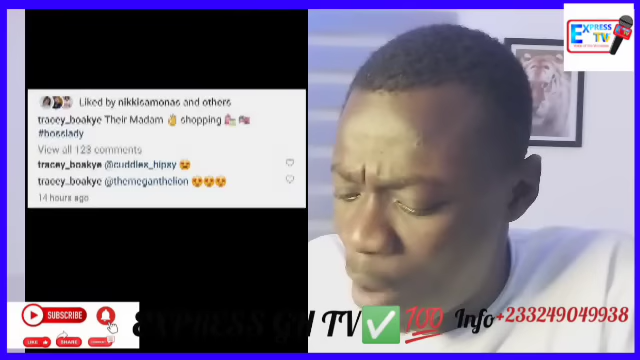 EXPRESS
TV
Liked by nikkisamonas and others
tracey_boakye Their Madam 👌 shopping 🛍️ 🇬🇧
#bosslady
View all 123 comments
tracey_boakye @cuddles_hipsy 😍
tracey_boakye @themeganthelion 😍😍😍
14 hours ago
SUBSCRIBE
LIKE
SHARE
EXPRESS GH TV✅💯 Info+233249049938